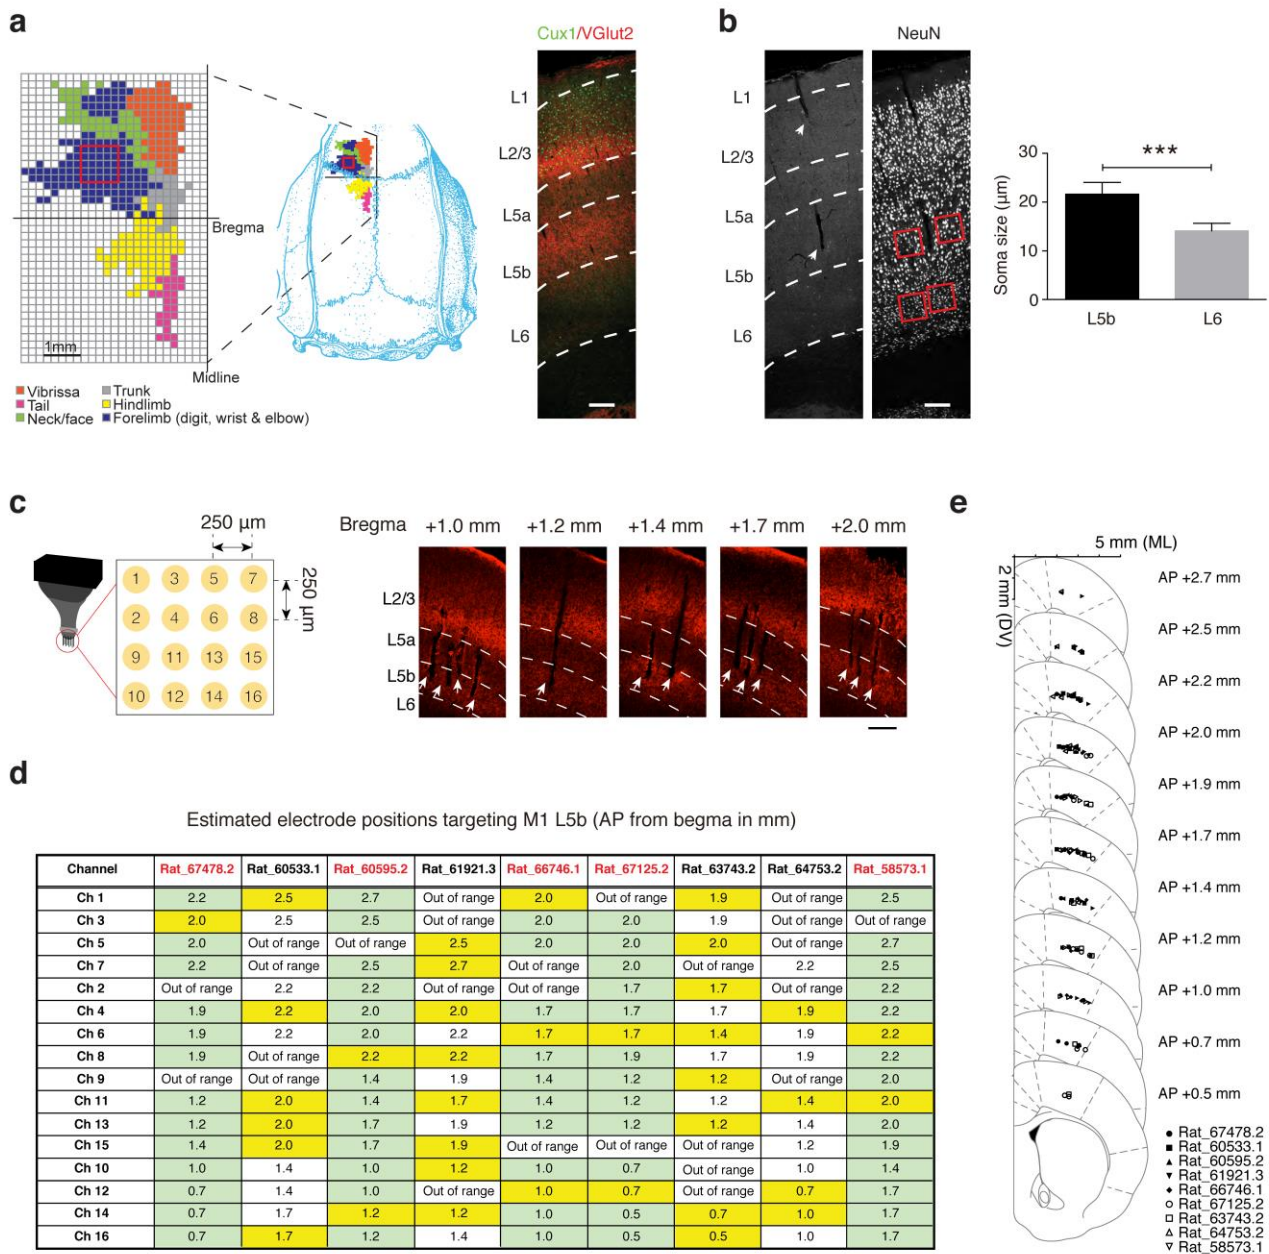 a
Cux1/VGlut2
L1
L2/3
L5a
L5b
L6
Bregma
1mm
Midline
Vibrissa
Tail
Neck/face
Trunk
Hindlimb
Forelimb (digit, wrist & elbow)
b
NeuN
L1
L2/3
L5a
L5b
L6
Soma size (µm)
30
20
10
0
***
L5b
L6
c
250 µm
250 µm
1 3 5 7
2 4 6 8
9 11 13 15
10 12 14 16
Bregma +1.0 mm +1.2 mm +1.4 mm +1.7 mm +2.0 mm
L2/3
L5a
L5b
L6
d
Estimated electrode positions targeting M1 L5b (AP from begma in mm)
Channel Rat_67478.2 Rat_60533.1 Rat_60595.2 Rat_61921.3 Rat_66746.1 Rat_67125.2 Rat_63743.2 Rat_64753.2 Rat_58573.1
Ch 1 2.2 2.5 2.7 Out of range 2.0 Out of range 1.9 Out of range 2.5
Ch 3 2.0 2.5 2.5 Out of range 2.0 2.0 1.9 Out of range Out of range
Ch 5 2.0 Out of range Out of range 2.5 2.0 2.0 2.0 Out of range 2.7
Ch 7 2.2 Out of range 2.5 2.7 Out of range 2.0 Out of range 2.2 2.5
Ch 2 Out of range 2.2 2.2 Out of range Out of range 1.7 1.7 Out of range 2.2
Ch 4 1.9 2.2 2.0 2.0 1.7 1.7 1.7 1.9 2.2
Ch 6 1.9 2.2 2.0 2.2 1.7 1.7 1.4 1.9 2.2
Ch 8 1.9 Out of range 2.2 2.2 1.7 1.9 1.7 1.9 2.2
Ch 9 Out of range Out of range 1.4 1.9 1.4 1.2 1.2 Out of range 2.0
Ch 11 1.2 2.0 1.4 1.7 1.4 1.2 1.2 1.4 2.0
Ch 13 1.2 2.0 1.7 1.9 1.2 1.2 1.2 1.4 2.0
Ch 15 1.4 2.0 1.7 1.9 Out of range Out of range Out of range 1.2 1.9
Ch 10 1.0 1.4 1.0 1.2 1.0 0.7 Out of range 1.0 1.4
Ch 12 0.7 1.4 1.0 Out of range 1.0 0.7 Out of range 0.7 1.7
Ch 14 0.7 1.7 1.2 1.2 1.0 0.5 0.7 1.0 1.7
Ch 16 0.7 1.7 1.2 1.4 1.0 0.5 0.5 1.0 1.7
e
5 mm (ML)
2 mm (DV)
AP +2.7 mm
AP +2.5 mm
AP +2.2 mm
AP +2.0 mm
AP +1.9 mm
AP +1.7 mm
AP +1.4 mm
AP +1.2 mm
AP +1.0 mm
AP +0.7 mm
AP +0.5 mm
Rat_67478.2
Rat_60533.1
Rat_60595.2
Rat_61921.3
Rat_66746.1
Rat_67125.2
Rat_63743.2
Rat_64753.2
Rat_58573.1